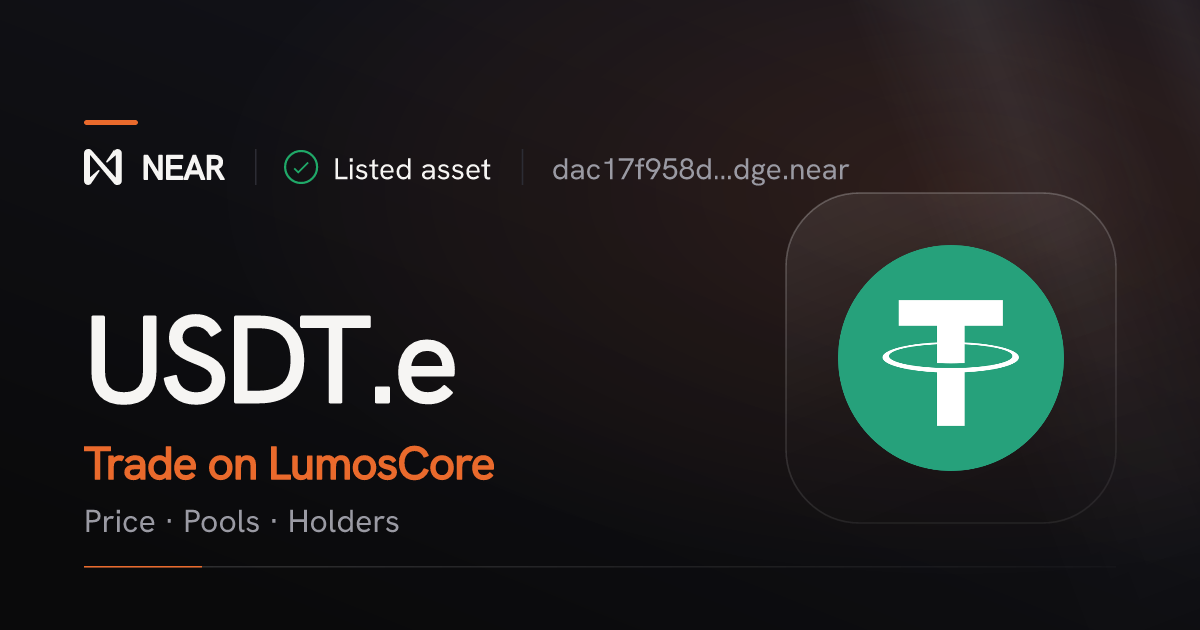 NEAR Listed asset dac17f958d...dge.near
USDT.e
Trade on LumosCore
Price · Pools · Holders